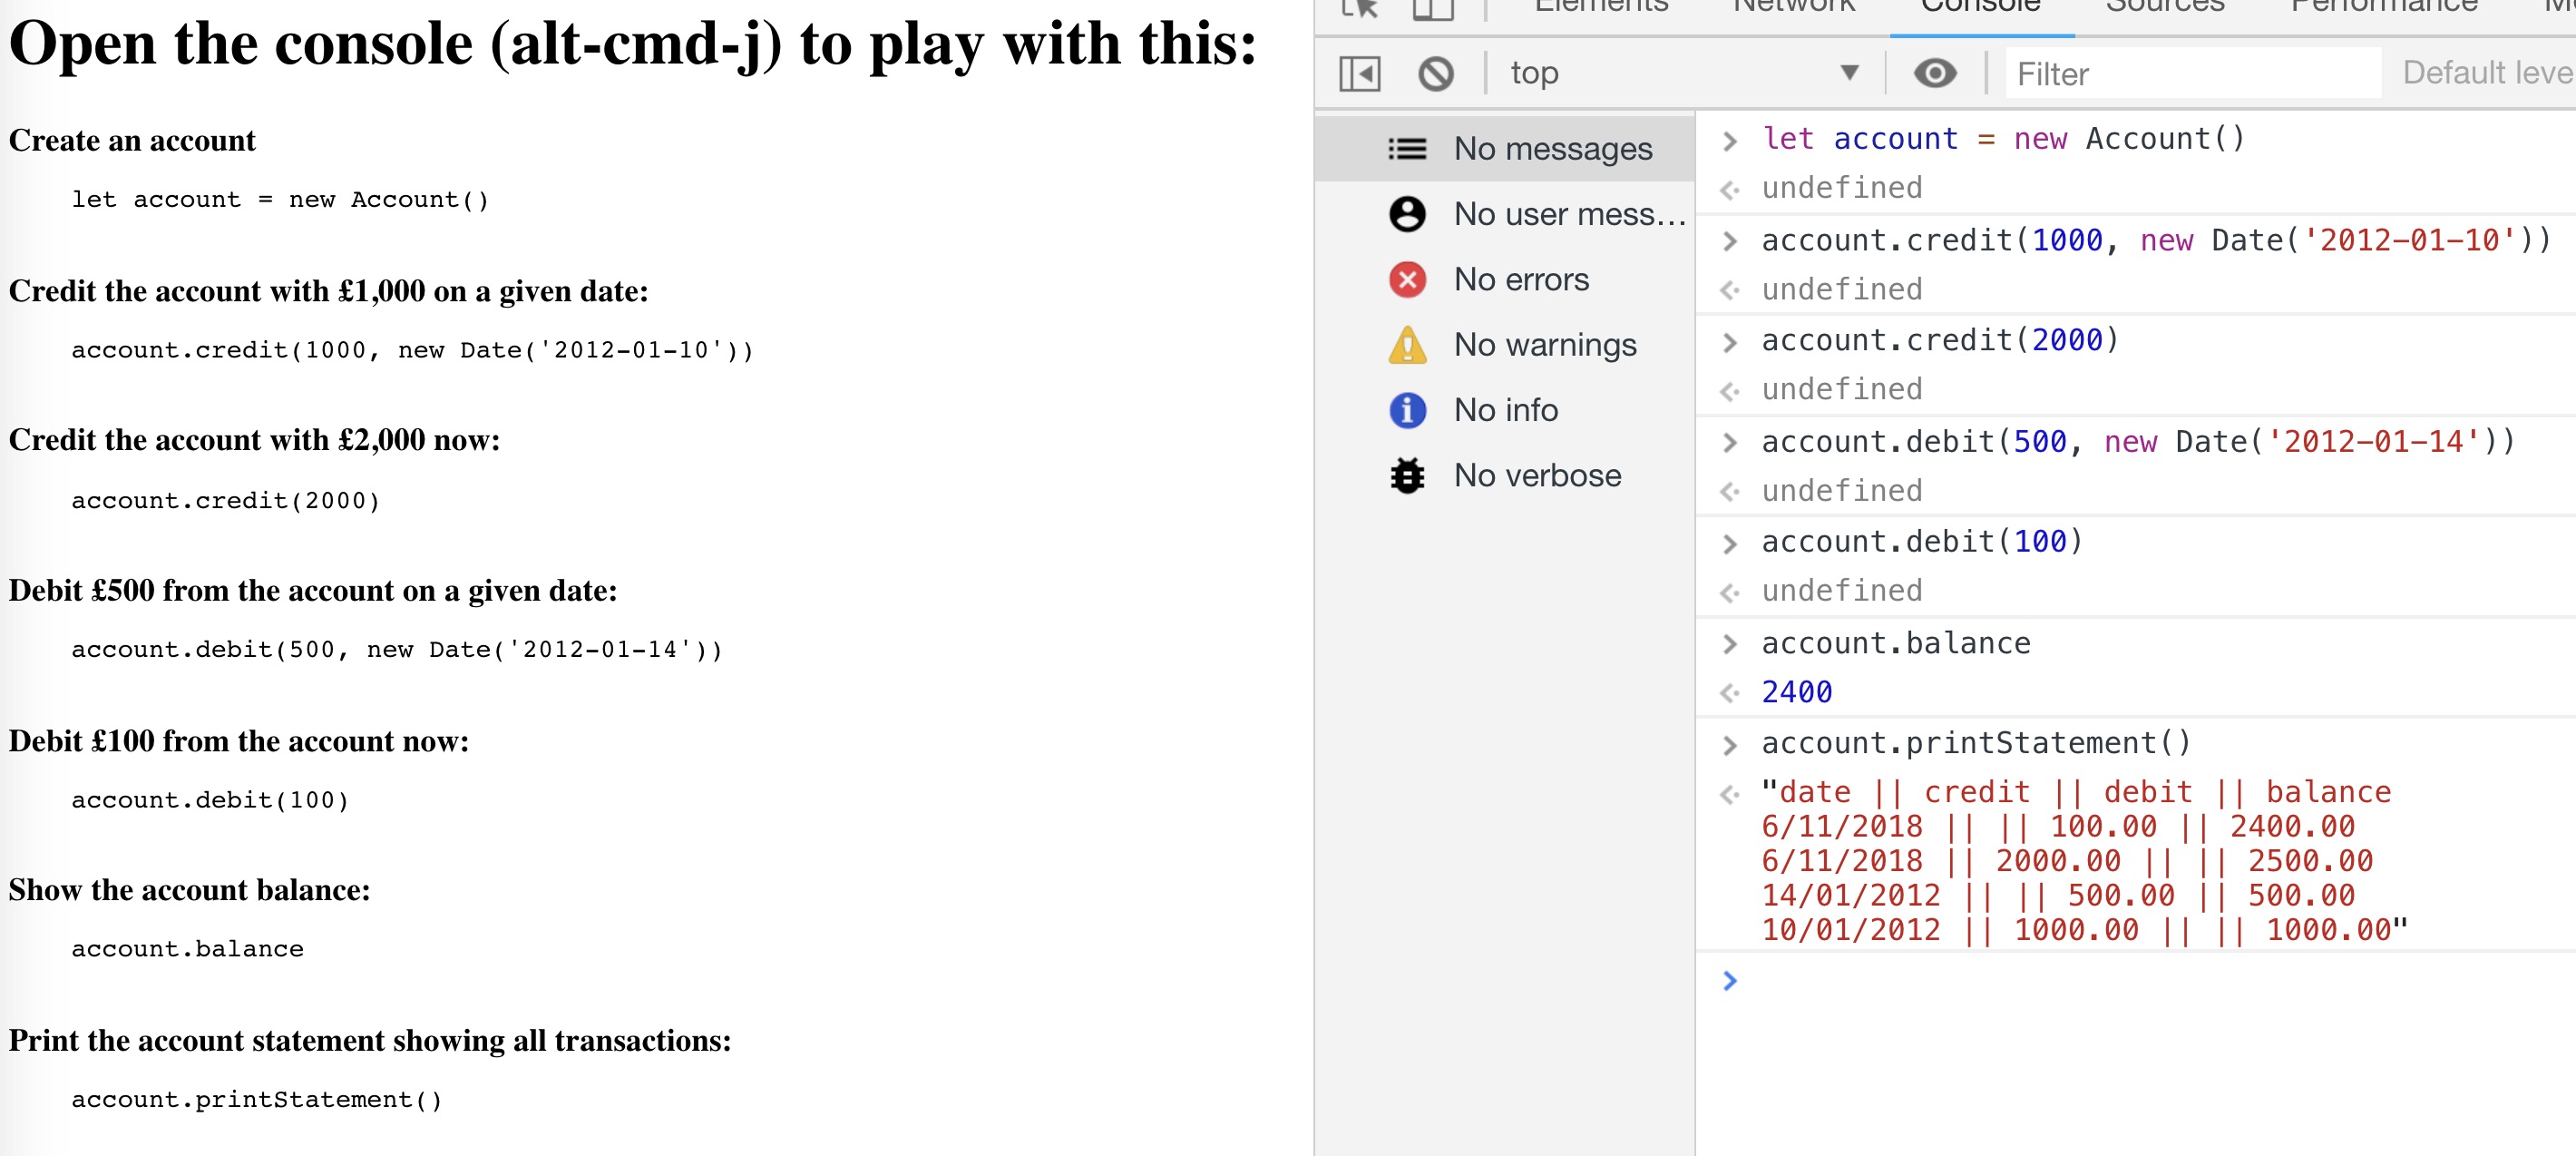 Open the console (alt-cmd-j) to play with this:
Create an account
let account = new Account()
Credit the account with £1,000 on a given date:
account.credit(1000, new Date('2012-01-10'))
Credit the account with £2,000 now:
account.credit(2000)
Debit £500 from the account on a given date:
account.debit(500, new Date('2012-01-14'))
Debit £100 from the account now:
account.debit(100)
Show the account balance:
account.balance
Print the account statement showing all transactions:
account.printStatement()
Elements Network Console Sources Performance
top Filter Default leve
No messages
No user mess...
No errors
No warnings
No info
No verbose
> let account = new Account()
undefined
> account.credit(1000, new Date('2012-01-10'))
undefined
> account.credit(2000)
undefined
> account.debit(500, new Date('2012-01-14'))
undefined
> account.debit(100)
undefined
> account.balance
2400
> account.printStatement()
"date || credit || debit || balance
6/11/2018 || || 100.00 || 2400.00
6/11/2018 || 2000.00 || || 2500.00
14/01/2012 || || 500.00 || 500.00
10/01/2012 || 1000.00 || || 1000.00"
>